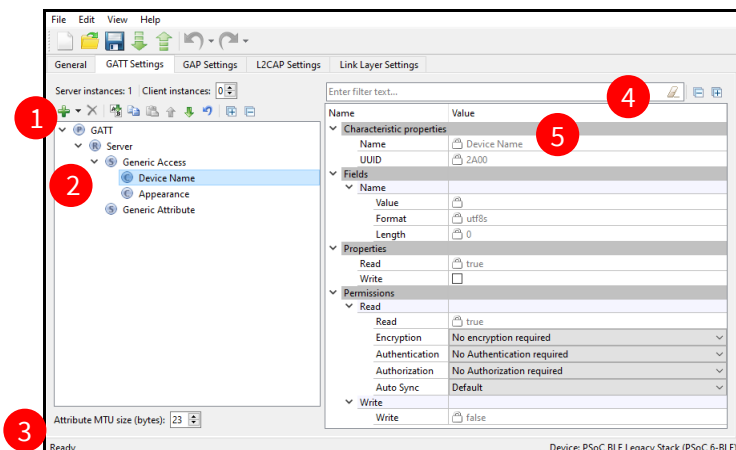 File Edit View Help
General GATT Settings GAP Settings L2CAP Settings Link Layer Settings
Server instances: 1 Client instances: 0
Enter filter text...
4
1
Name Value
5
GATT
Server
Generic Access
Device Name
Appearance
Generic Attribute
2
Characteristic properties
Name Device Name
UUID 2A00
Fields
Name
Value
Format utf8s
Length 0
Properties
Read true
Write
Permissions
Read
Read true
Encryption No encryption required
Authentication No Authentication required
Authorization No Authorization required
Auto Sync Default
Write
Write false
Attribute MTU size (bytes): 23
3
Ready Device: PSoC BLE Legacy Stack (PSoC 6-BLE)